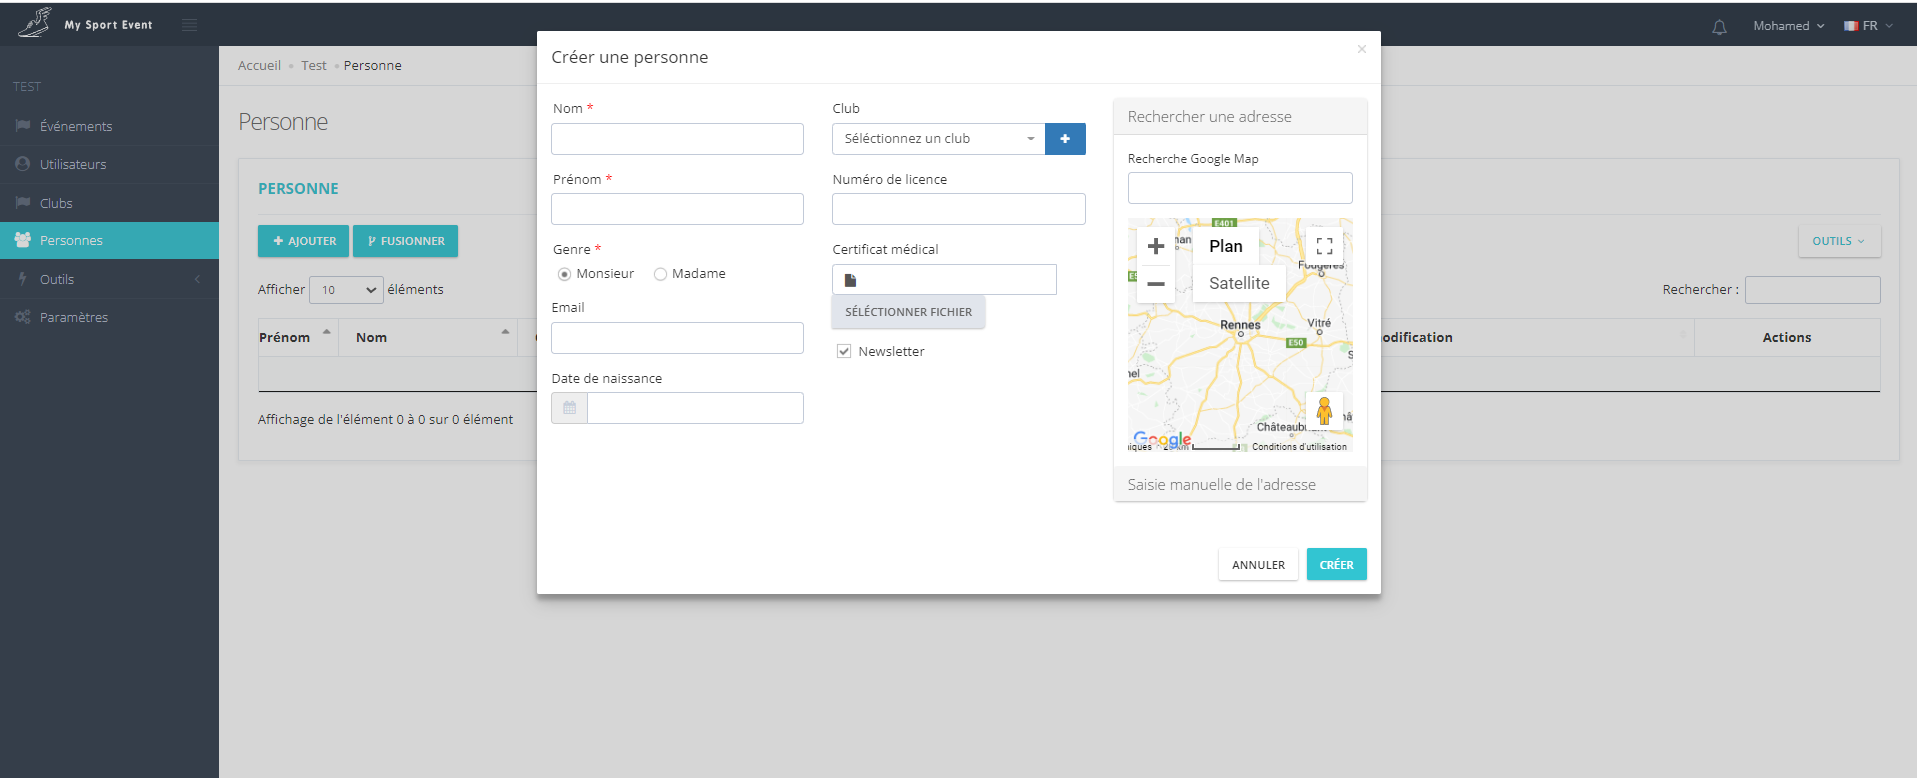 My Sport Event
Mohamed
FR
TEST
Événements
Utilisateurs
Clubs
Personnes
Outils
Paramètres
Accueil
Test
Personne
Personne
PERSONNE
AJOUTER
FUSIONNER
OUTILS
Afficher 10 éléments
Rechercher :
Prénom
Nom
odification
Actions
Affichage de l'élément 0 à 0 sur 0 élément
Créer une personne
×
Nom *
Prénom *
Genre *
Monsieur
Madame
Email
Date de naissance
Club
Séléctionnez un club
Numéro de licence
Certificat médical
SÉLÉCTIONNER FICHIER
Newsletter
Rechercher une adresse
Recherche Google Map
E401
Plan
Satellite
Fougères
Rennes
Vitré
E50
Google
Conditions d'utilisation
Saisie manuelle de l'adresse
ANNULER
CRÉER